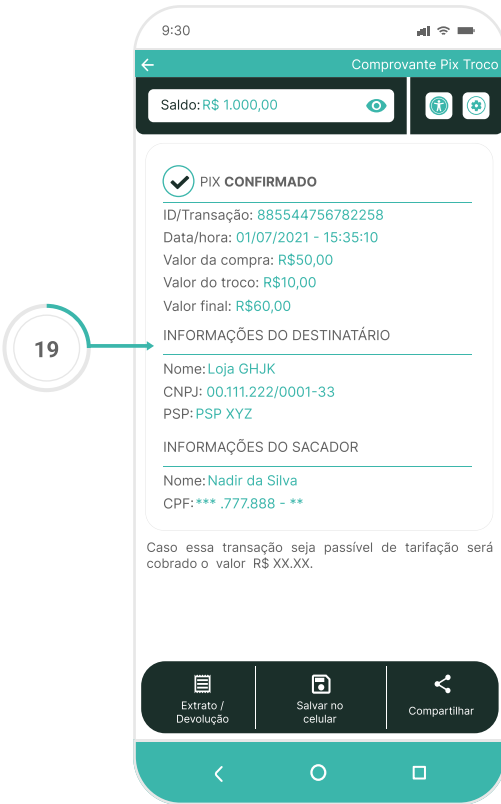 9:30
Comprovante Pix Troco
Saldo: R$ 1.000,00
PIX CONFIRMADO
ID/Transação: 885544756782258
Data/hora: 01/07/2021 - 15:35:10
Valor da compra: R$50,00
Valor do troco: R$10,00
Valor final: R$60,00
INFORMAÇÕES DO DESTINATÁRIO
19
Nome: Loja GHJK
CNPJ: 00.111.222/0001-33
PSP: PSP XYZ
INFORMAÇÕES DO SACADOR
Nome: Nadir da Silva
CPF: *** .777.888 - **
Caso essa transação seja passível de tarifação será
cobrado o valor R$ XX.XX.
Extrato /
Devolução
Salvar no
celular
Compartilhar